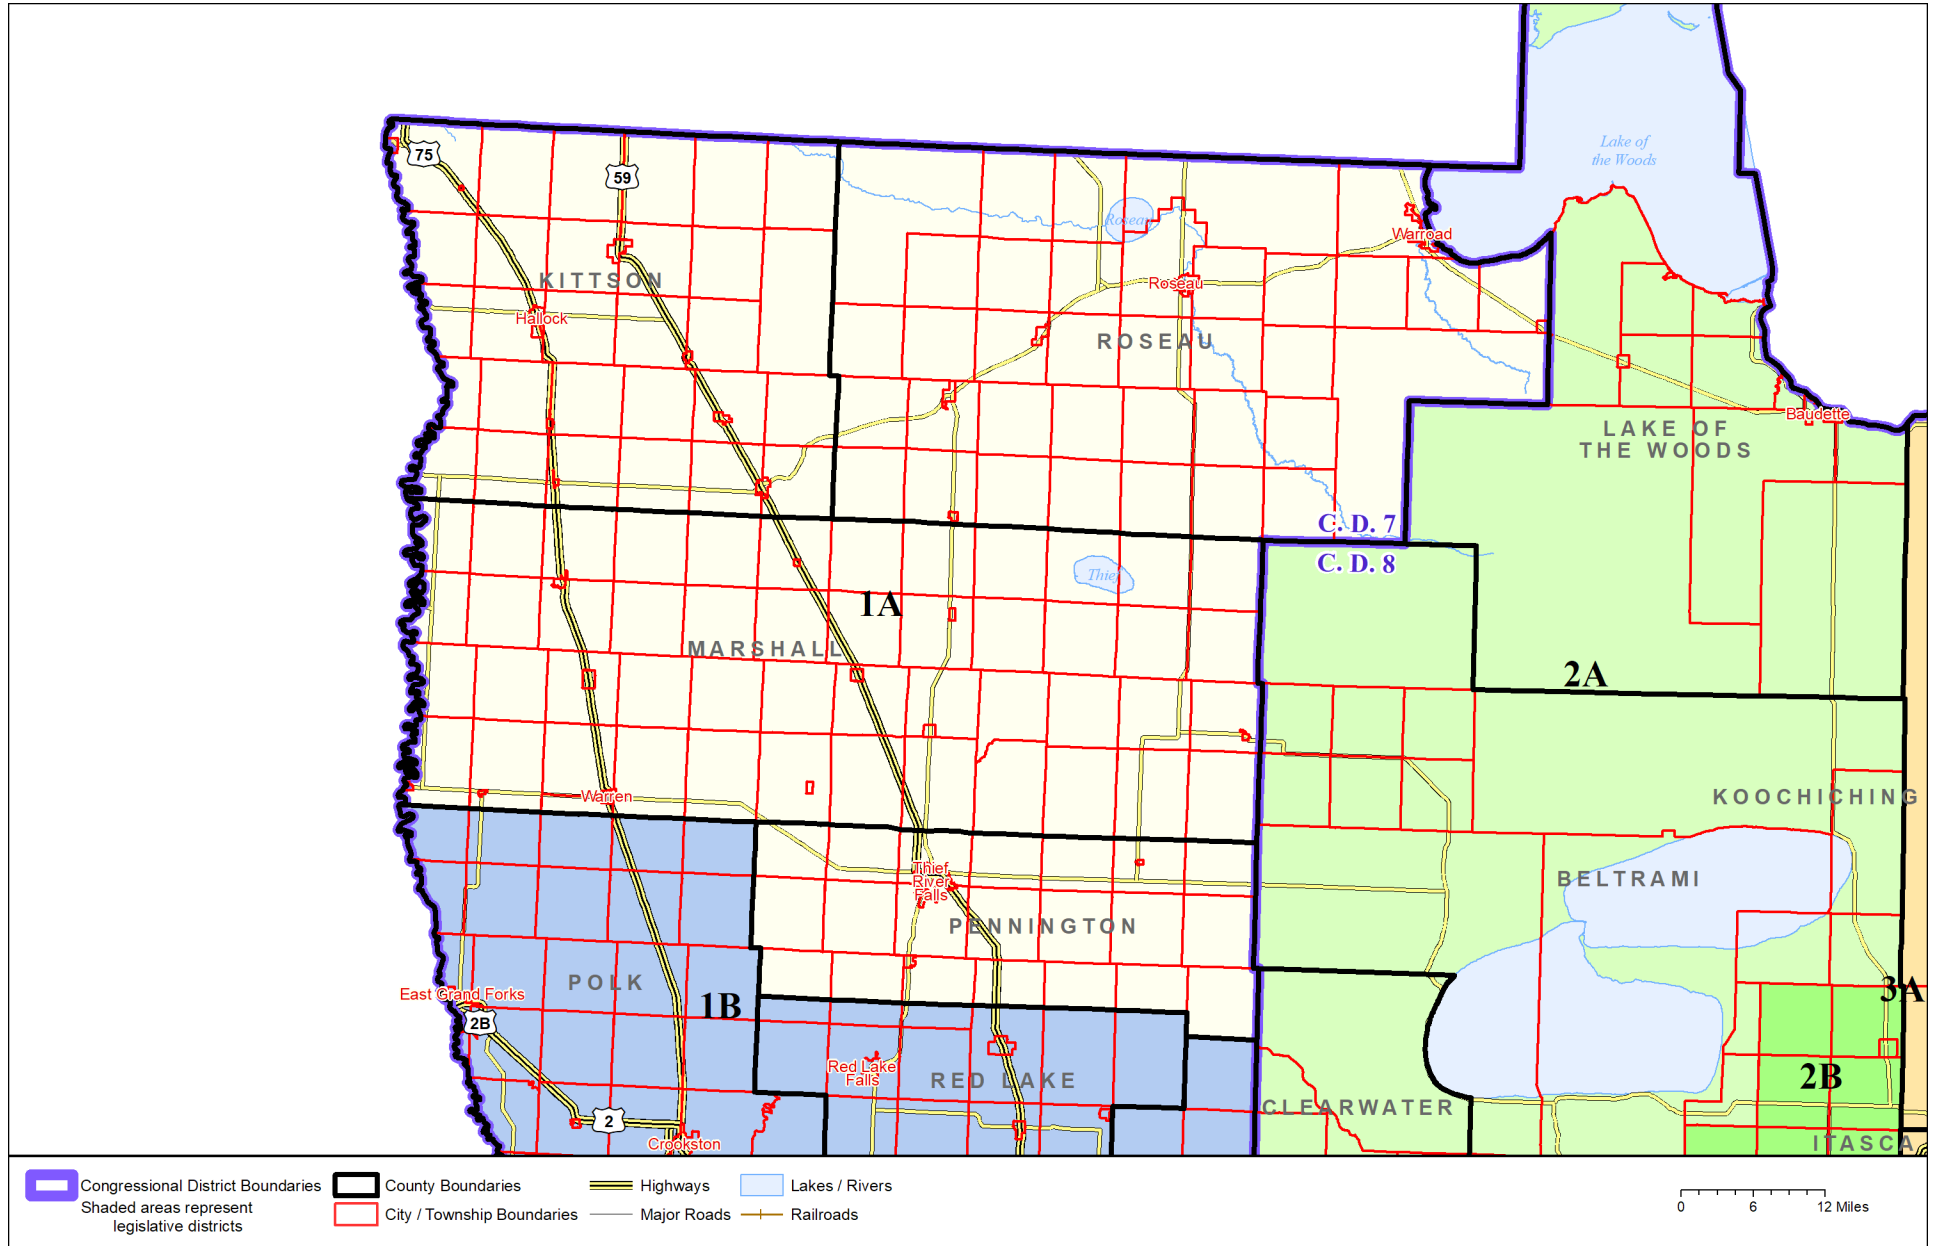 Lake of
the Woods
75
59
Roseau
Warroad
KITTSON
Roseau
Hallock
ROSEAU
Baudette
LAKE OF
THE WOODS
C. D. 7
C. D. 8
Thief
1A
MARSHALL
2A
Warren
KOOCHICHING
Thief
River
Falls
BELTRAMI
PENNINGTON
POLK
East Grand Forks
1B
3A
2B
Red Lake
Falls
RED LAKE
2B
CLEARWATER
2
Crookston
ITASCA
Congressional District Boundaries
Shaded areas represent
legislative districts
County Boundaries
City / Township Boundaries
Highways
Major Roads
Lakes / Rivers
Railroads
0 6 12 Miles